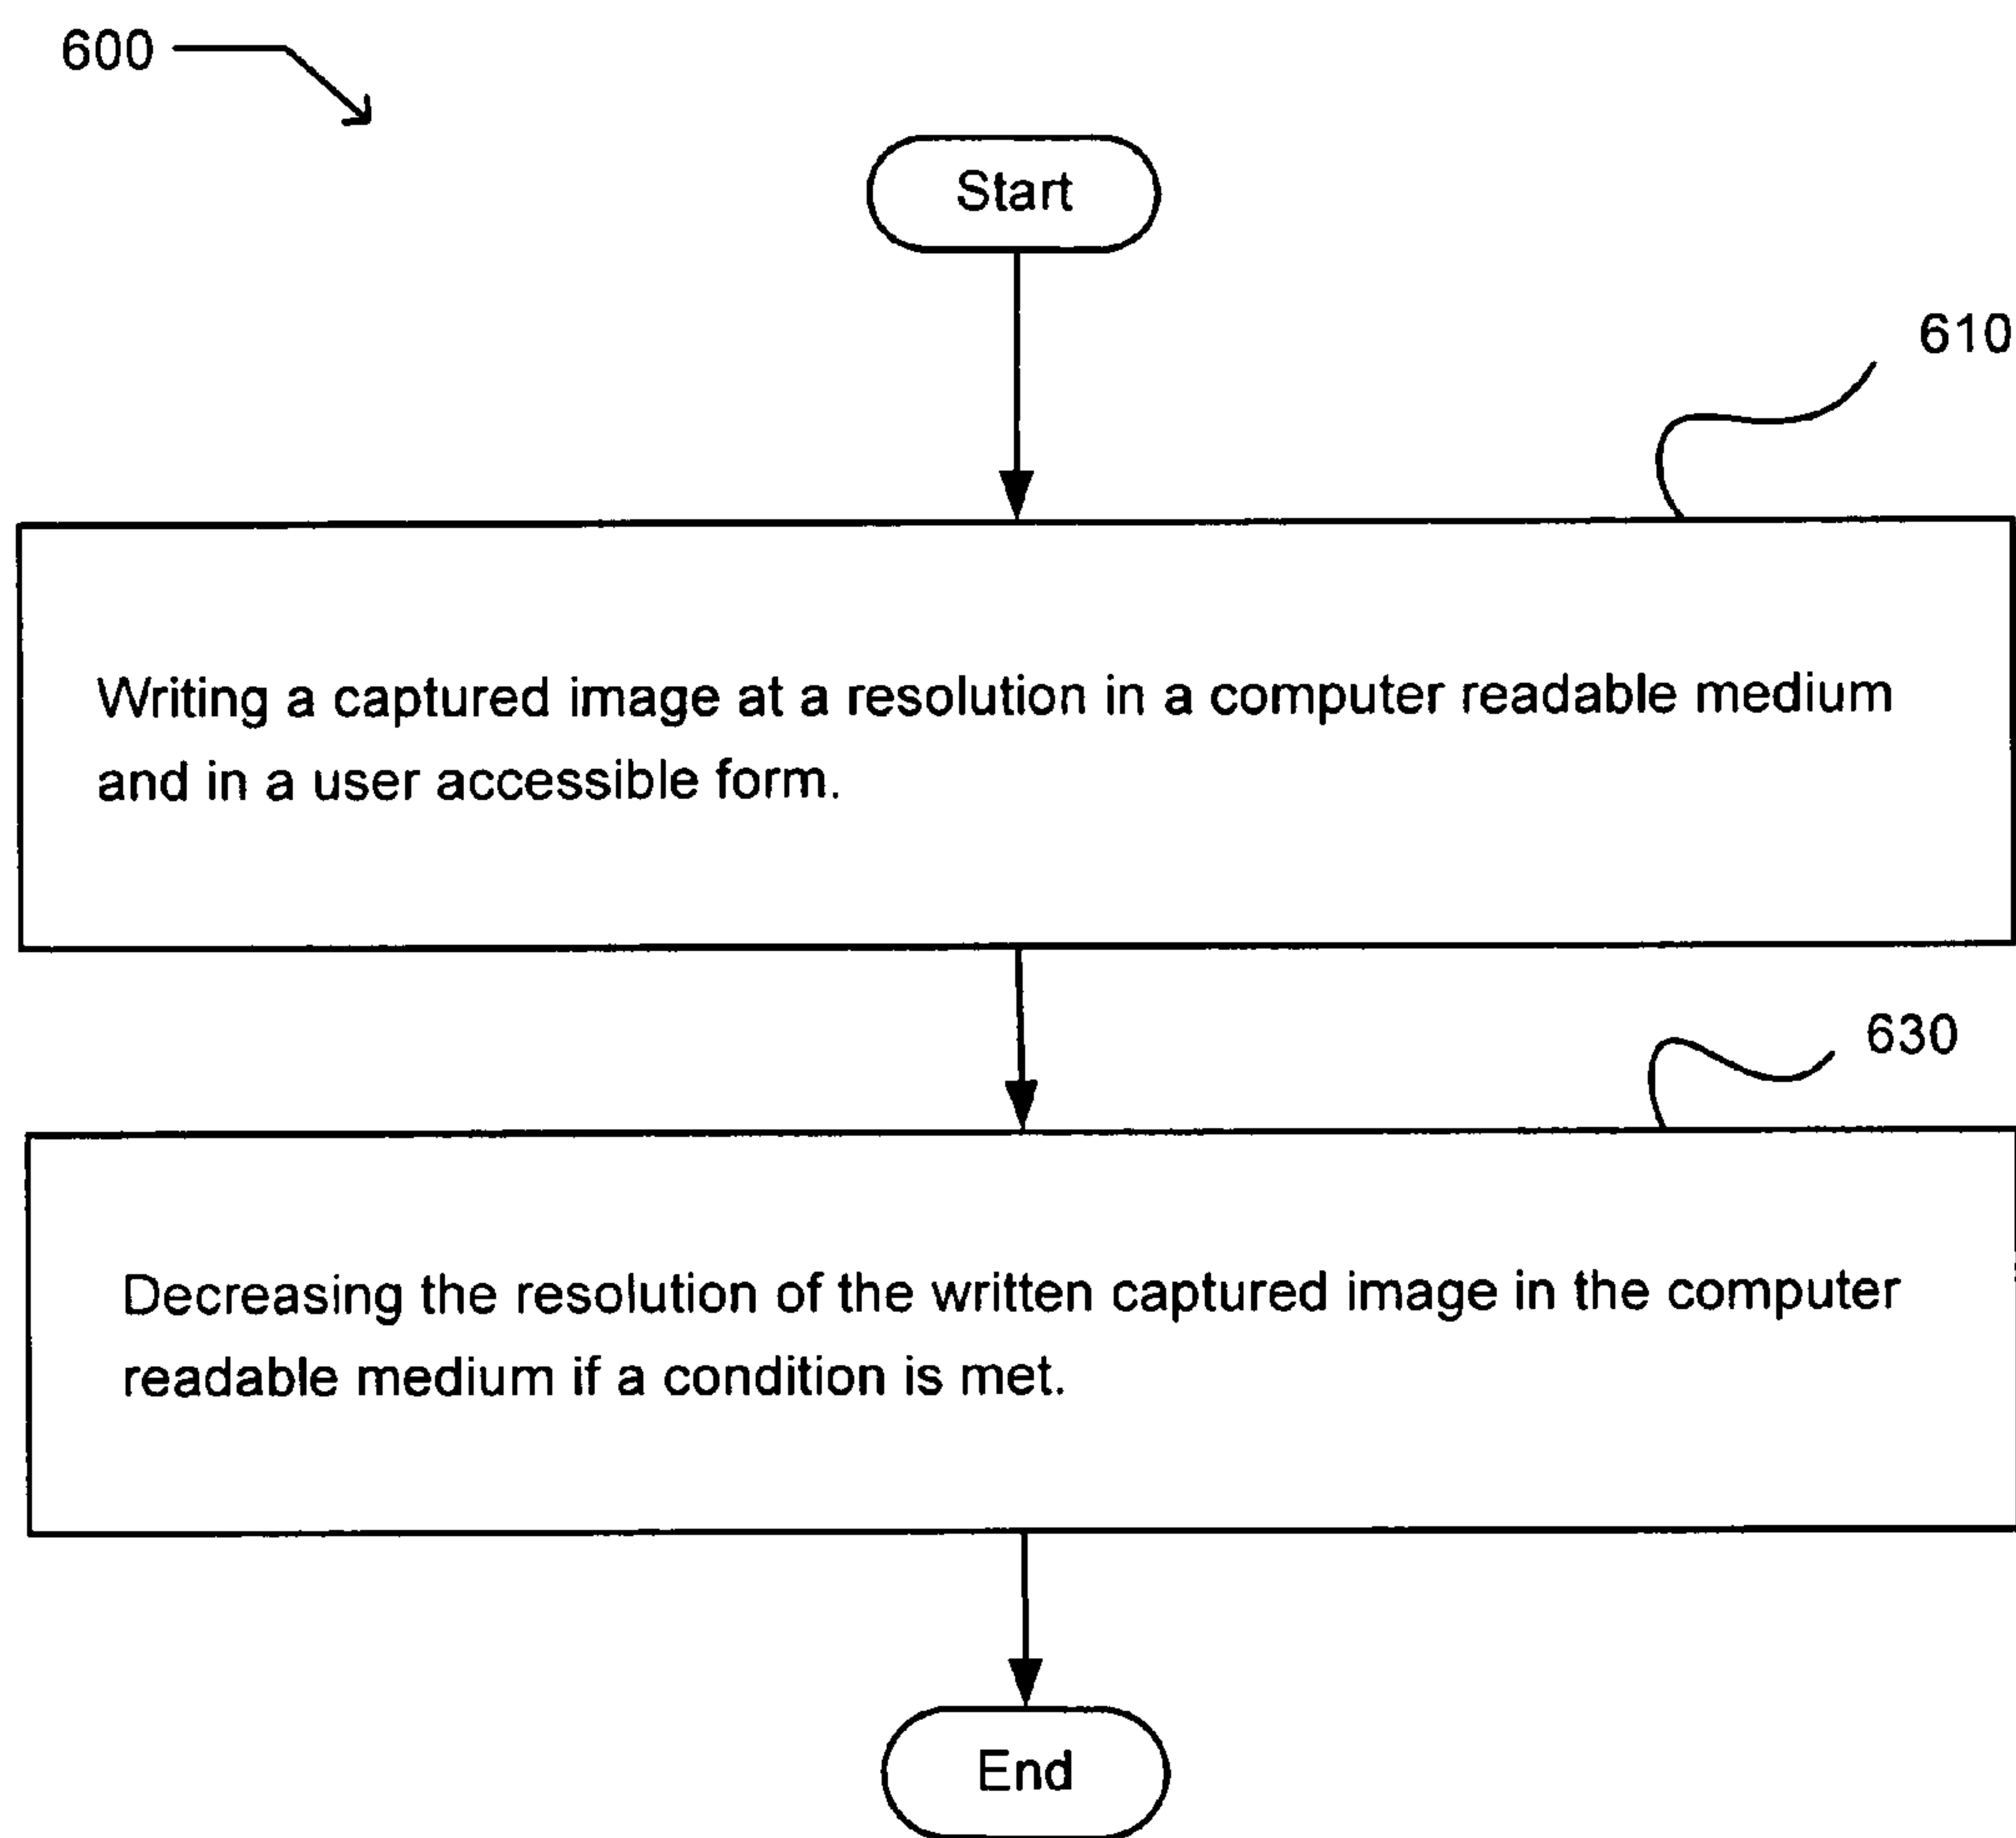 600
Start
610
Writing a captured image at a resolution in a computer readable medium
and in a user accessible form.
630
Decreasing the resolution of the written captured image in the computer
readable medium if a condition is met.
End